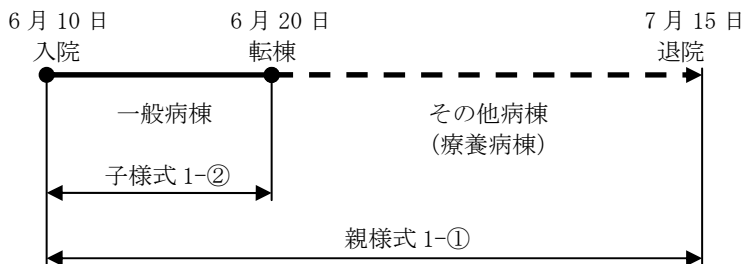 6 月 10 日 6 月 20 日 7 月 15 日
入院 転棟 退院
一般病棟 その他病棟
(療養病棟)
子様式 1-②
親様式 1-①